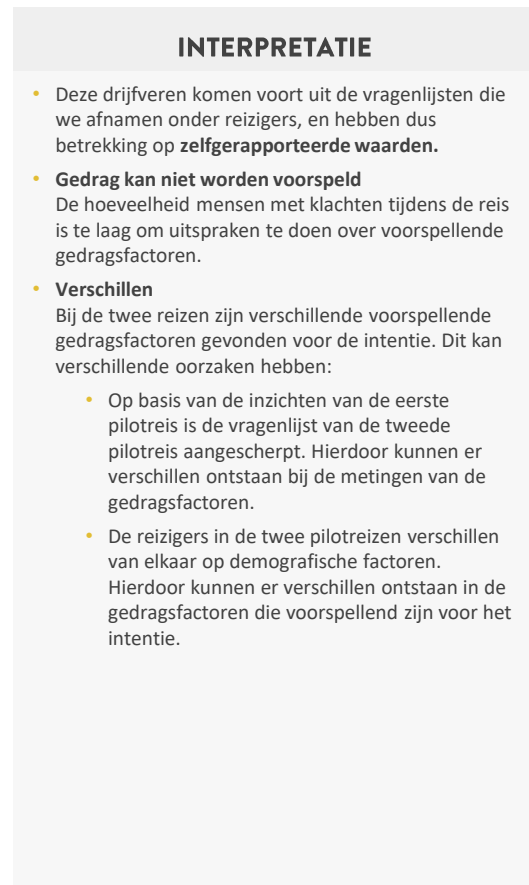 INTERPRETATIE
• Deze drijfveren komen voort uit de vragenlijsten die
we afnamen onder reizigers, en hebben dus
betrekking op zelfgerapporteerde waarden.
• Gedrag kan niet worden voorspeld
De hoeveelheid mensen met klachten tijdens de reis
is te laag om uitspraken te doen over voorspellende
gedragsfactoren.
• Verschillen
Bij de twee reizen zijn verschillende voorspellende
gedragsfactoren gevonden voor de intentie. Dit kan
verschillende oorzaken hebben:
• Op basis van de inzichten van de eerste
pilotreis is de vragenlijst van de tweede
pilotreis aangescherpt. Hierdoor kunnen er
verschillen ontstaan bij de metingen van de
gedragsfactoren.
• De reizigers in de twee pilotreizen verschillen
van elkaar op demografische factoren.
Hierdoor kunnen er verschillen ontstaan in de
gedragsfactoren die voorspellend zijn voor het
intentie.